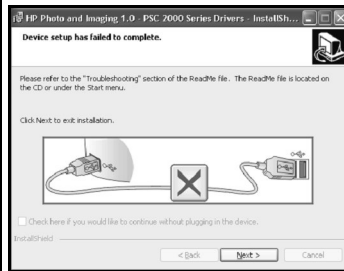 HP Photo and Imaging 1.0 - PSC 2000 Series Drivers - InstallSh...
Device setup has failed to complete.
Please refer to the "Troubleshooting" section of the ReadMe file. The ReadMe file is located on
the CD or under the Start menu.
Click Next to exit installation.
Check here if you would like to continue without plugging in the device.
InstallShield
< Back
Next >
Cancel